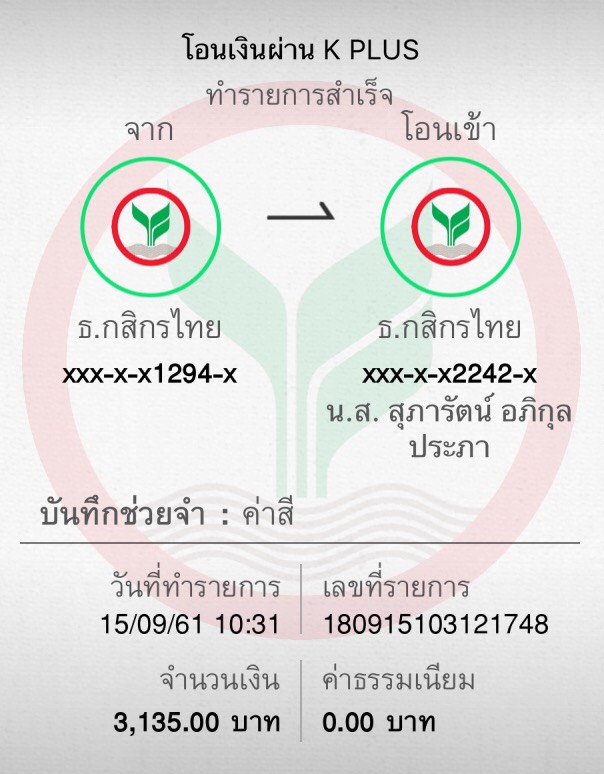 โอนเงินผ่าน K PLUS
ทำรายการสำเร็จ
จาก
โอนเข้า
ธ.กสิกรไทย
xxx-x-x1294-x
ธ.กสิกรไทย
xxx-x-x2242-x
น.ส. สุภารัตน์ อภิกุล
ประภา
บันทึกช่วยจำ : ค่าสี
วันที่ทำรายการ
15/09/61 10:31
เลขที่รายการ
180915103121748
จำนวนเงิน
3,135.00 บาท
ค่าธรรมเนียม
0.00 บาท